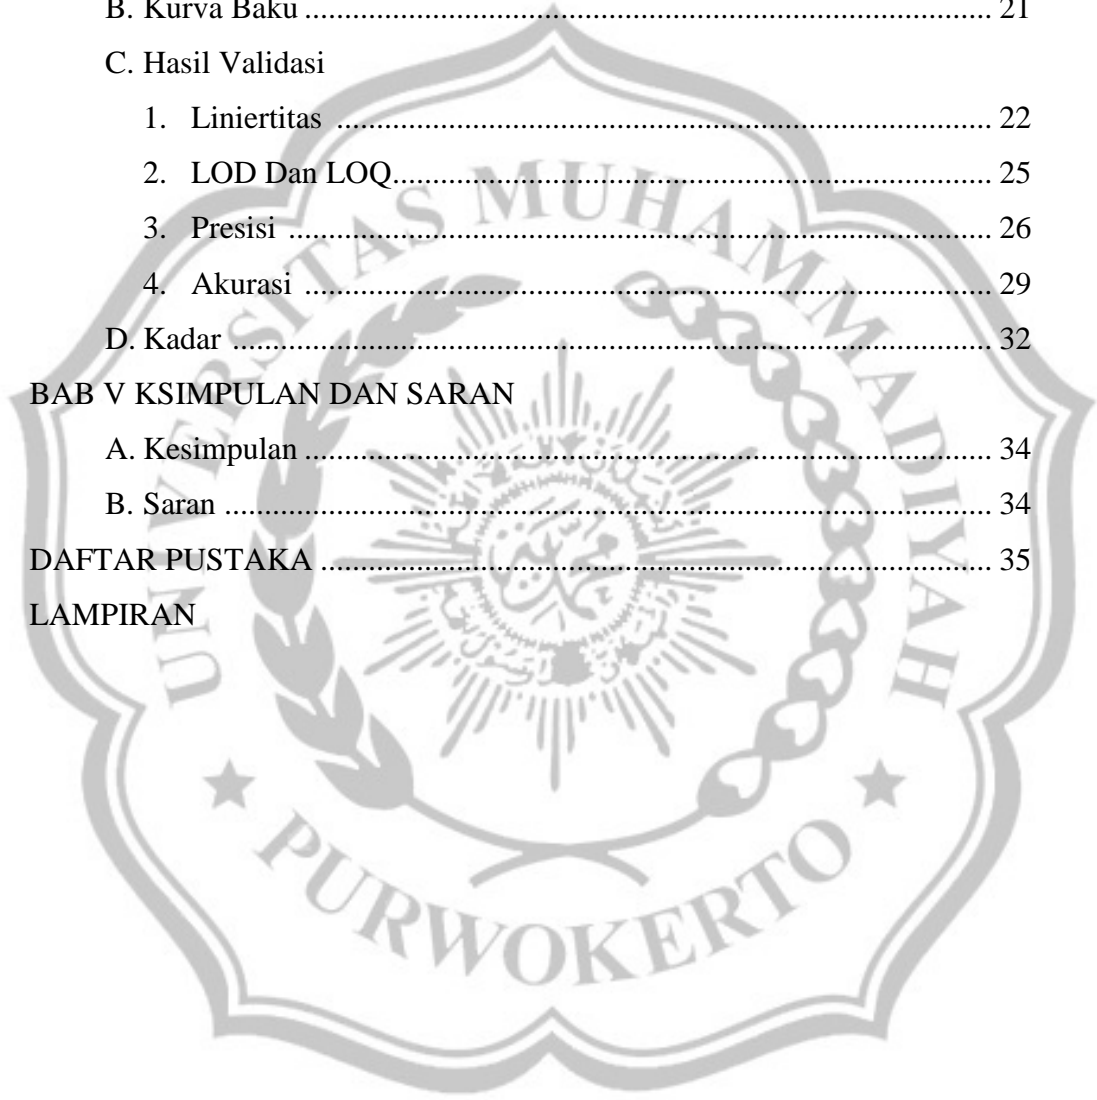 B. Kurva Baku ........ 21
C. Hasil Validasi
1. Liniertitas ........ 22
2. LOD Dan LOQ........ 25
3. Presisi ........ 26
4. Akurasi ........ 29
D. Kadar ........ 32
BAB V KSIMPULAN DAN SARAN
A. Kesimpulan ........ 34
B. Saran ........ 34
DAFTAR PUSTAKA ........ 35
LAMPIRAN
UNIVERSITAS MUHAMMADIYAH
PURWOKERTO